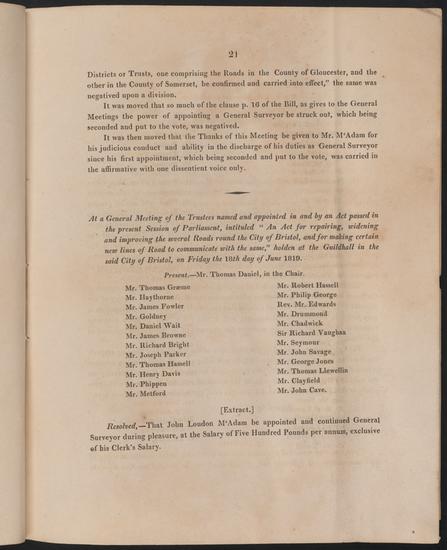 21
Districts or Trusts, one comprising the Roads in the County of Gloucester, and the
other in the County of Somerset, be confirmed and carried into effect," the same was
negatived upon a division.
It was moved that so much of the clause p. 16 of the Bill, as gives to the General
Meetings the power of appointing a General Surveyor be struck out, which being
seconded and put to the vote, was negatived.
It was then moved that the Thanks of this Meeting be given to Mr. M'Adam for
his judicious conduct and ability in the discharge of his duties as General Surveyor
since his first appointment, which being seconded and put to the vote, was carried in
the affirmative with one dissentient voice only.
At a General Meeting of the Trustees named and appointed in and by an Act passed in
the present Session of Parliament, intituled " An Act for repairing, widening
and improving the several Roads round the City of Bristol, and for making certain
new lines of Road to communicate with the same," holden at the Guildhall in the
said City of Bristol, on Friday the 18th day of June 1819.
Present.—Mr. Thomas Daniel, in the Chair.
Mr. Thomas Græme
Mr. Haythorne
Mr. James Fowler
Mr. Goldney
Mr. Daniel Wait
Mr. James Browne
Mr. Richard Bright
Mr. Joseph Parker
Mr. Thomas Hassell
Mr. Henry Davis
Mr. Phippen
Mr. Metford
Mr. Robert Hassell
Mr. Philip George
Rev. Mr. Edwards
Mr. Drummond
Mr. Chadwick
Sir Richard Vaughan
Mr. Seymour
Mr. John Savage
Mr. George Jones
Mr. Thomas Llewellin
Mr. Clayfield
Mr. John Cave.
[Extract.]
Resolved,—That John Loudon M'Adam be appointed and continued General
Surveyor during pleasure, at the Salary of Five Hundred Pounds per annum, exclusive
of his Clerk's Salary.